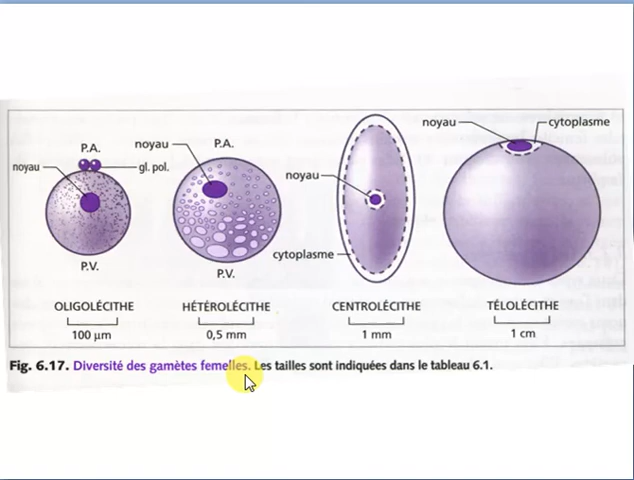 noyau
cytoplasme
P.A.
noyau
P.A.
noyau
gl. pol.
noyau
cytoplasme
P.V.
P.V.
OLIGOLÉCITHE
HÉTÉROLÉCITHE
CENTROLÉCITHE
TÉLOLÉCITHE
100 µm
0,5 mm
1 mm
1 cm
Fig. 6.17. Diversité des gamètes femelles. Les tailles sont indiquées dans le tableau 6.1.